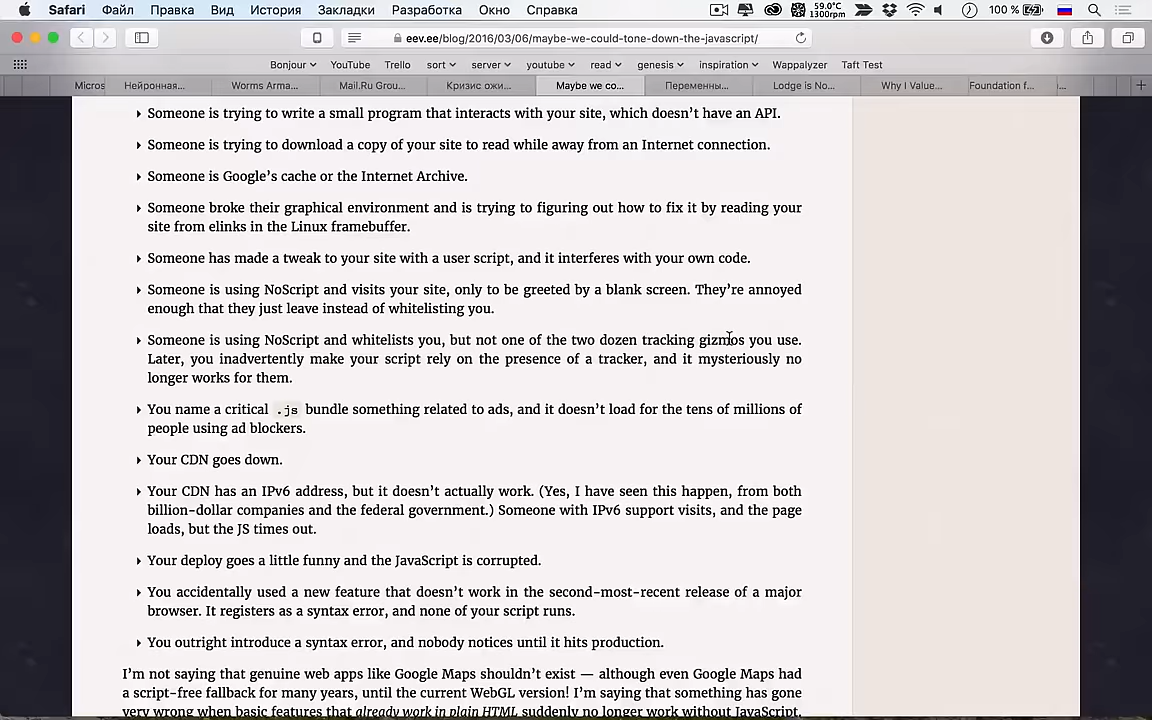 Safari Файл Правка Вид История Закладки Разработка Окно Справка 59.0°C 1300rpm 100 %
eev.ee/blog/2016/03/06/maybe-we-could-tone-down-the-javascript/
Bonjour YouTube Trello sort server youtube read genesis inspiration Wappalyzer Taft Test
Micros Нейронная... Worms Arma... Mail.Ru Grou... Кризис ожи... Maybe we co... Переменны... Lodge is No... Why I Value... Foundation f...
Someone is trying to write a small program that interacts with your site, which doesn’t have an API.
Someone is trying to download a copy of your site to read while away from an Internet connection.
Someone is Google’s cache or the Internet Archive.
Someone broke their graphical environment and is trying to figuring out how to fix it by reading your
site from elinks in the Linux framebuffer.
Someone has made a tweak to your site with a user script, and it interferes with your own code.
Someone is using NoScript and visits your site, only to be greeted by a blank screen. They’re annoyed
enough that they just leave instead of whitelisting you.
Someone is using NoScript and whitelists you, but not one of the two dozen tracking gizmos you use.
Later, you inadvertently make your script rely on the presence of a tracker, and it mysteriously no
longer works for them.
You name a critical .js bundle something related to ads, and it doesn’t load for the tens of millions of
people using ad blockers.
Your CDN goes down.
Your CDN has an IPv6 address, but it doesn’t actually work. (Yes, I have seen this happen, from both
billion-dollar companies and the federal government.) Someone with IPv6 support visits, and the page
loads, but the JS times out.
Your deploy goes a little funny and the JavaScript is corrupted.
You accidentally used a new feature that doesn’t work in the second-most-recent release of a major
browser. It registers as a syntax error, and none of your script runs.
You outright introduce a syntax error, and nobody notices until it hits production.
I’m not saying that genuine web apps like Google Maps shouldn’t exist — although even Google Maps had
a script-free fallback for many years, until the current WebGL version! I’m saying that something has gone
very wrong when basic features that already work in plain HTML suddenly no longer work without JavaScript.